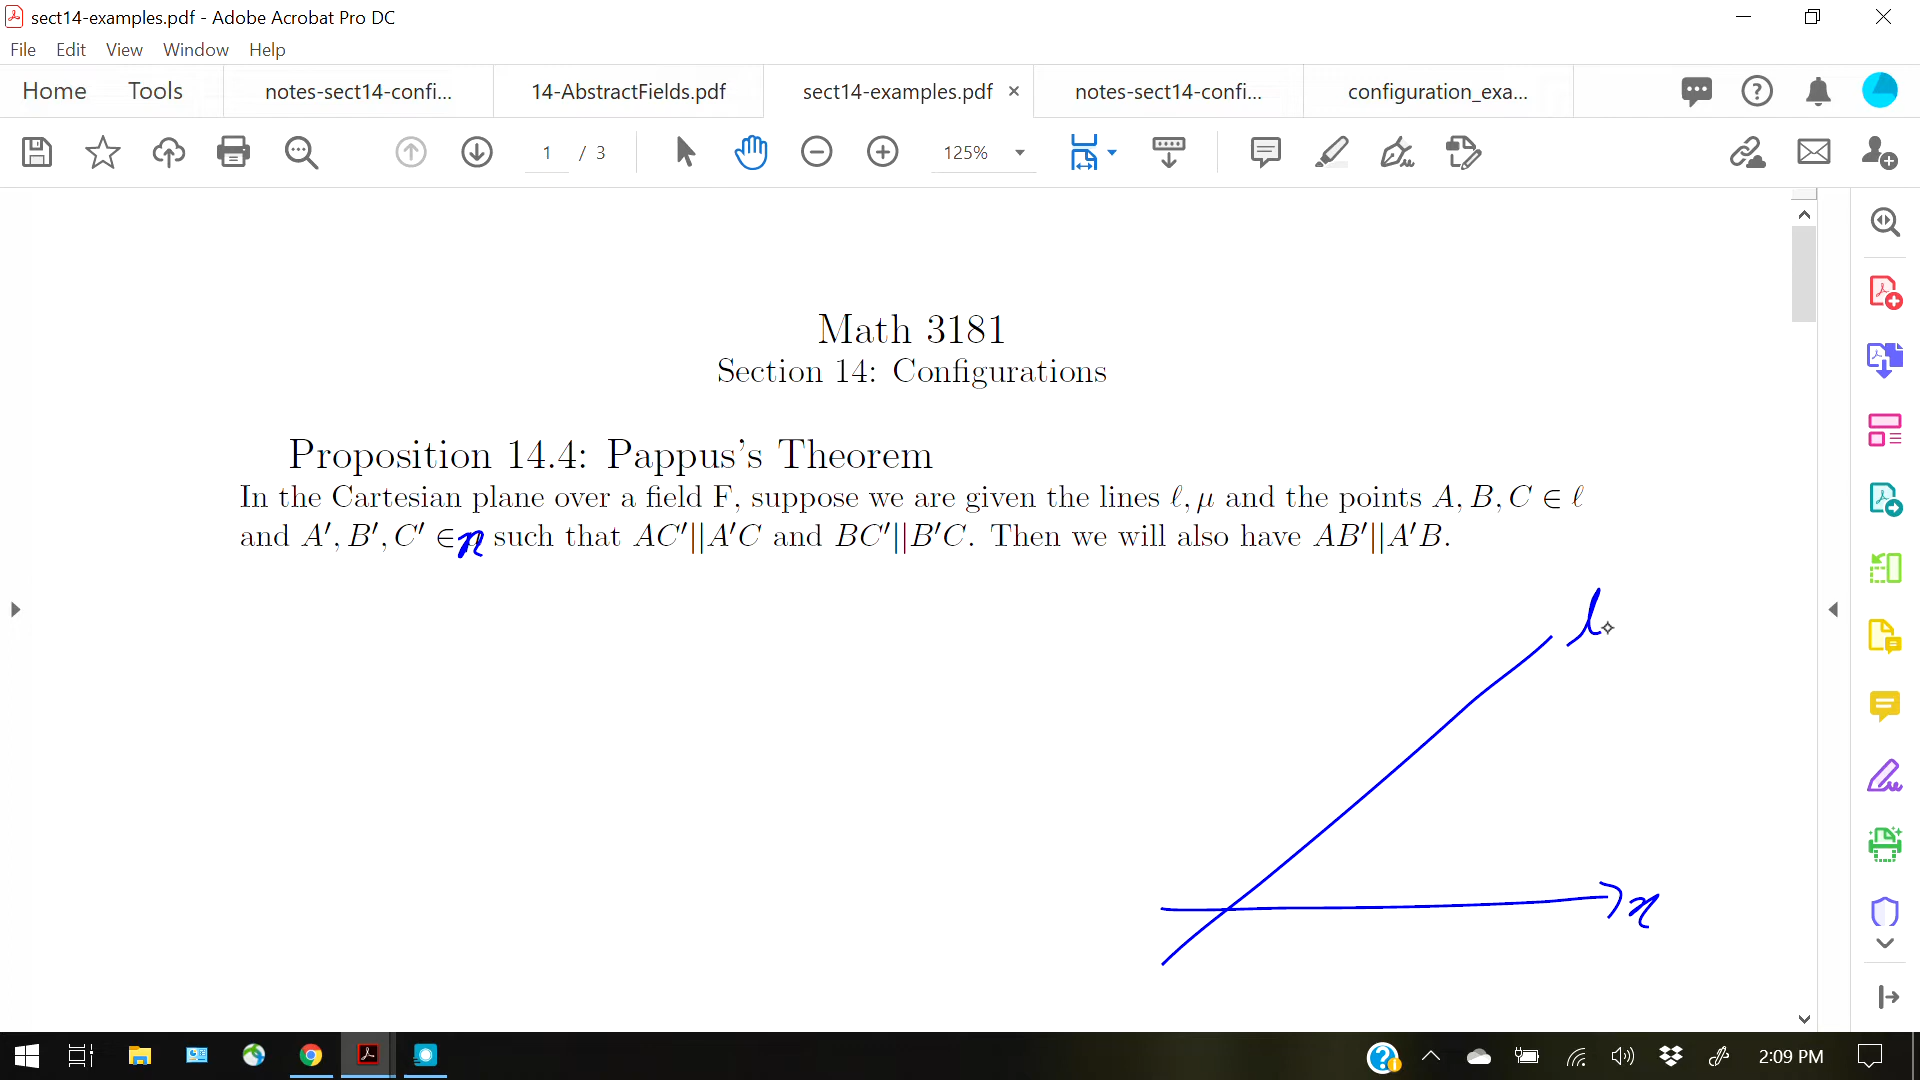 sect14-examples.pdf - Adobe Acrobat Pro DC
File Edit View Window Help
Home Tools notes-sect14-confi... 14-AbstractFields.pdf sect14-examples.pdf × notes-sect14-confi... configuration_exa...
1 / 3 125%
Math 3181
Section 14: Configurations
Proposition 14.4: Pappus's Theorem
In the Cartesian plane over a field F, suppose we are given the lines ℓ, μ and the points A, B, C ∈ ℓ
and A′, B′, C′ ∈ n such that AC′||A′C and BC′||B′C. Then we will also have AB′||A′B.
l
n
2:09 PM